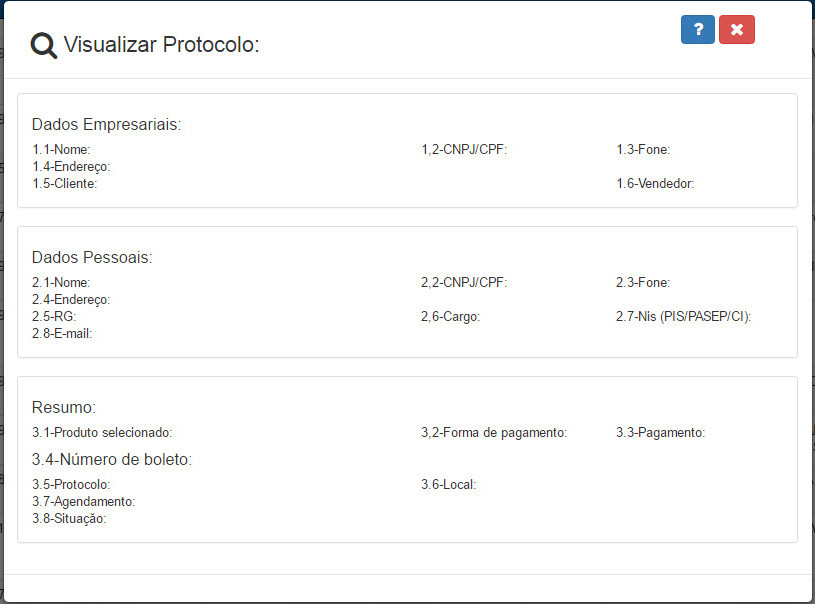 Visualizar Protocolo:
?
Dados Empresariais:
1.1-Nome: 1,2-CNPJ/CPF: 1.3-Fone:
1.4-Endereço:
1.5-Cliente: 1.6-Vendedor:
Dados Pessoais:
2.1-Nome: 2,2-CNPJ/CPF: 2.3-Fone:
2.4-Endereço:
2.5-RG: 2,6-Cargo: 2.7-Nis (PIS/PASEP/CI):
2.8-E-mail:
Resumo:
3.1-Produto selecionado: 3,2-Forma de pagamento: 3.3-Pagamento:
3.4-Número de boleto:
3.5-Protocolo: 3.6-Local:
3.7-Agendamento:
3.8-Situação: